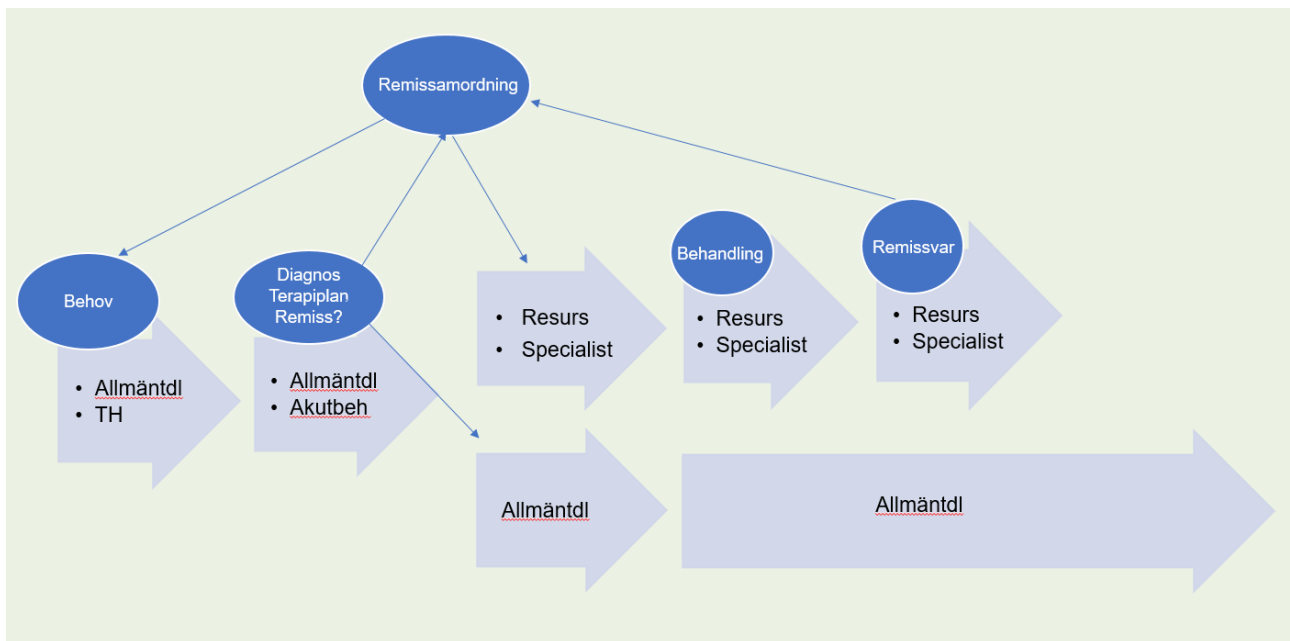 Remissamordning
Behov
• Allmäntdl
• TH
Diagnos
Terapiplan
Remiss?
• Allmäntdl
• Akutbeh
• Resurs
• Specialist
Behandling
• Resurs
• Specialist
Remissvar
• Resurs
• Specialist
Allmäntdl
Allmäntdl